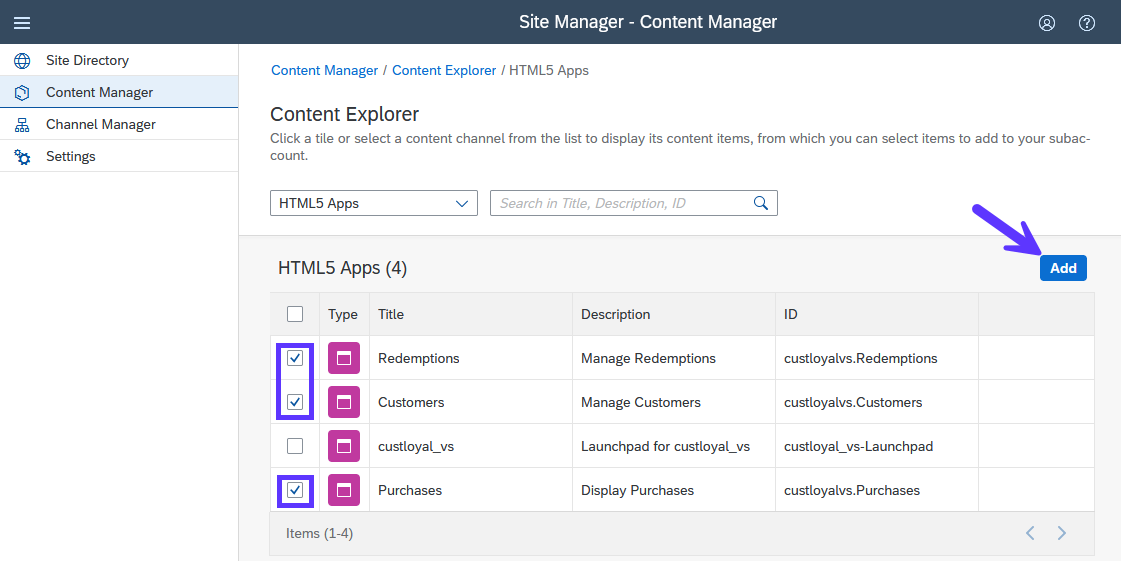 Site Manager - Content Manager
Site Directory
Content Manager
Channel Manager
Settings
Content Manager / Content Explorer / HTML5 Apps
Content Explorer
Click a tile or select a content channel from the list to display its content items, from which you can select items to add to your subac-
count.
HTML5 Apps
Search in Title, Description, ID
HTML5 Apps (4)
Add
Type Title Description ID
Redemptions Manage Redemptions custloyalvs.Redemptions
Customers Manage Customers custloyalvs.Customers
custloyal_vs Launchpad for custloyal_vs custloyal_vs-Launchpad
Purchases Display Purchases custloyalvs.Purchases
Items (1-4)